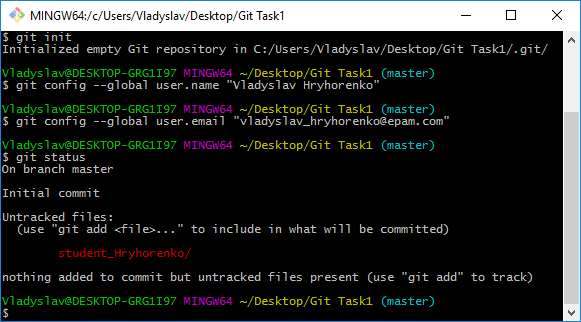 MINGW64:/c/Users/Vladyslav/Desktop/Git Task1
$ git init
Initialized empty Git repository in C:/Users/Vladyslav/Desktop/Git Task1/.git/
Vladyslav@DESKTOP-GRG1I97 MINGW64 ~/Desktop/Git Task1 (master)
$ git config --global user.name "Vladyslav Hryhorenko"
Vladyslav@DESKTOP-GRG1I97 MINGW64 ~/Desktop/Git Task1 (master)
$ git config --global user.email "vladyslav_hryhorenko@epam.com"
Vladyslav@DESKTOP-GRG1I97 MINGW64 ~/Desktop/Git Task1 (master)
$ git status
On branch master
Initial commit
Untracked files:
(use "git add <file>..." to include in what will be committed)
student_Hryhorenko/
nothing added to commit but untracked files present (use "git add" to track)
Vladyslav@DESKTOP-GRG1I97 MINGW64 ~/Desktop/Git Task1 (master)
$